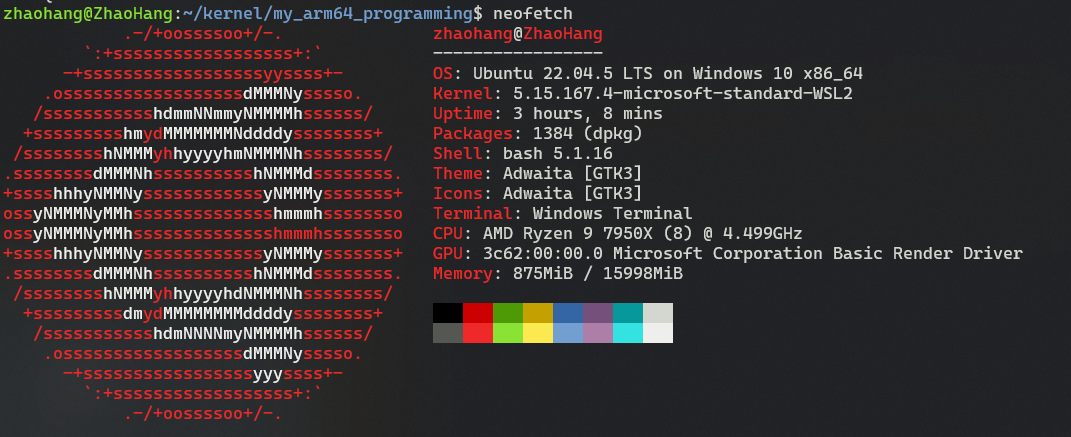 zhaohang@ZhaoHang:~/kernel/my_arm64_programming$ neofetch
            .-/+oossssoo+/-.               zhaohang@ZhaoHang
        `:+ssssssssssssssssss+:`           -----------------
      -+ssssssssssssssssssyyssss+-         OS: Ubuntu 22.04.5 LTS on Windows 10 x86_64
    .ossssssssssssssssssdMMMNysssso.       Kernel: 5.15.167.4-microsoft-standard-WSL2
   /ssssssssssshdmmNNmmyNMMMMhssssss/      Uptime: 3 hours, 8 mins
  +ssssssssshmydMMMMMMMNddddyssssssss+     Packages: 1384 (dpkg)
 /sssssssshNMMMyhhyyyyhmNMMMNhssssssss/    Shell: bash 5.1.16
.ssssssssdMMMNhsssssssssshNMMMdssssssss.   Theme: Adwaita [GTK3]
+sssshhhyNMMNyssssssssssssyNMMMysssssss+   Icons: Adwaita [GTK3]
ossyNMMMNyMMhsssssssssssssshmmmhssssssso   Terminal: Windows Terminal
ossyNMMMNyMMhsssssssssssssshmmmhssssssso   CPU: AMD Ryzen 9 7950X (8) @ 4.499GHz
+sssshhhyNMMNyssssssssssssyNMMMysssssss+   GPU: 3c62:00:00.0 Microsoft Corporation Basic Render Driver
.ssssssssdMMMNhsssssssssshNMMMdssssssss.   Memory: 875MiB / 15998MiB
 /sssssssshNMMMyhhyyyyhdNMMMNhssssssss/
  +sssssssssdmydMMMMMMMMddddyssssssss+
   /ssssssssssshdmNNNNmyNMMMMhssssss/
    .ossssssssssssssssssdMMMNysssso.
      -+sssssssssssssssssyyyssss+-
        `:+ssssssssssssssssss+:`
            .-/+oossssoo+/-.